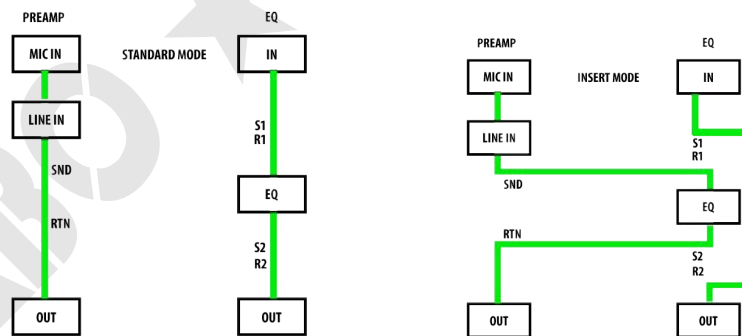 PREAMP
MIC IN
LINE IN
SND
RTN
OUT
STANDARD MODE
EQ
IN
S1
R1
EQ
S2
R2
OUT
PREAMP
MIC IN
LINE IN
SND
RTN
OUT
INSERT MODE
EQ
IN
S1
R1
EQ
S2
R2
OUT